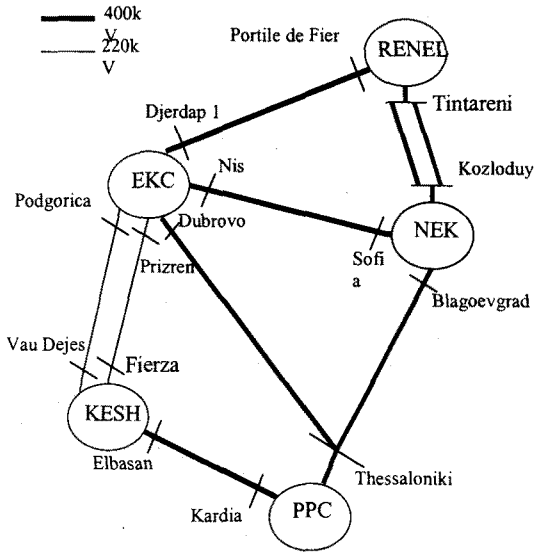 400k
V
220k
V
Portile de Fier
RENEL
Tintareni
Djerdap 1
Kozloduy
EKC
Nis
Podgorica
Dubrovo
NEK
Prizren
Sofi
a
Blagoevgrad
Vau Dejes
Fierza
KESH
Elbasan
Thessaloniki
Kardia
PPC